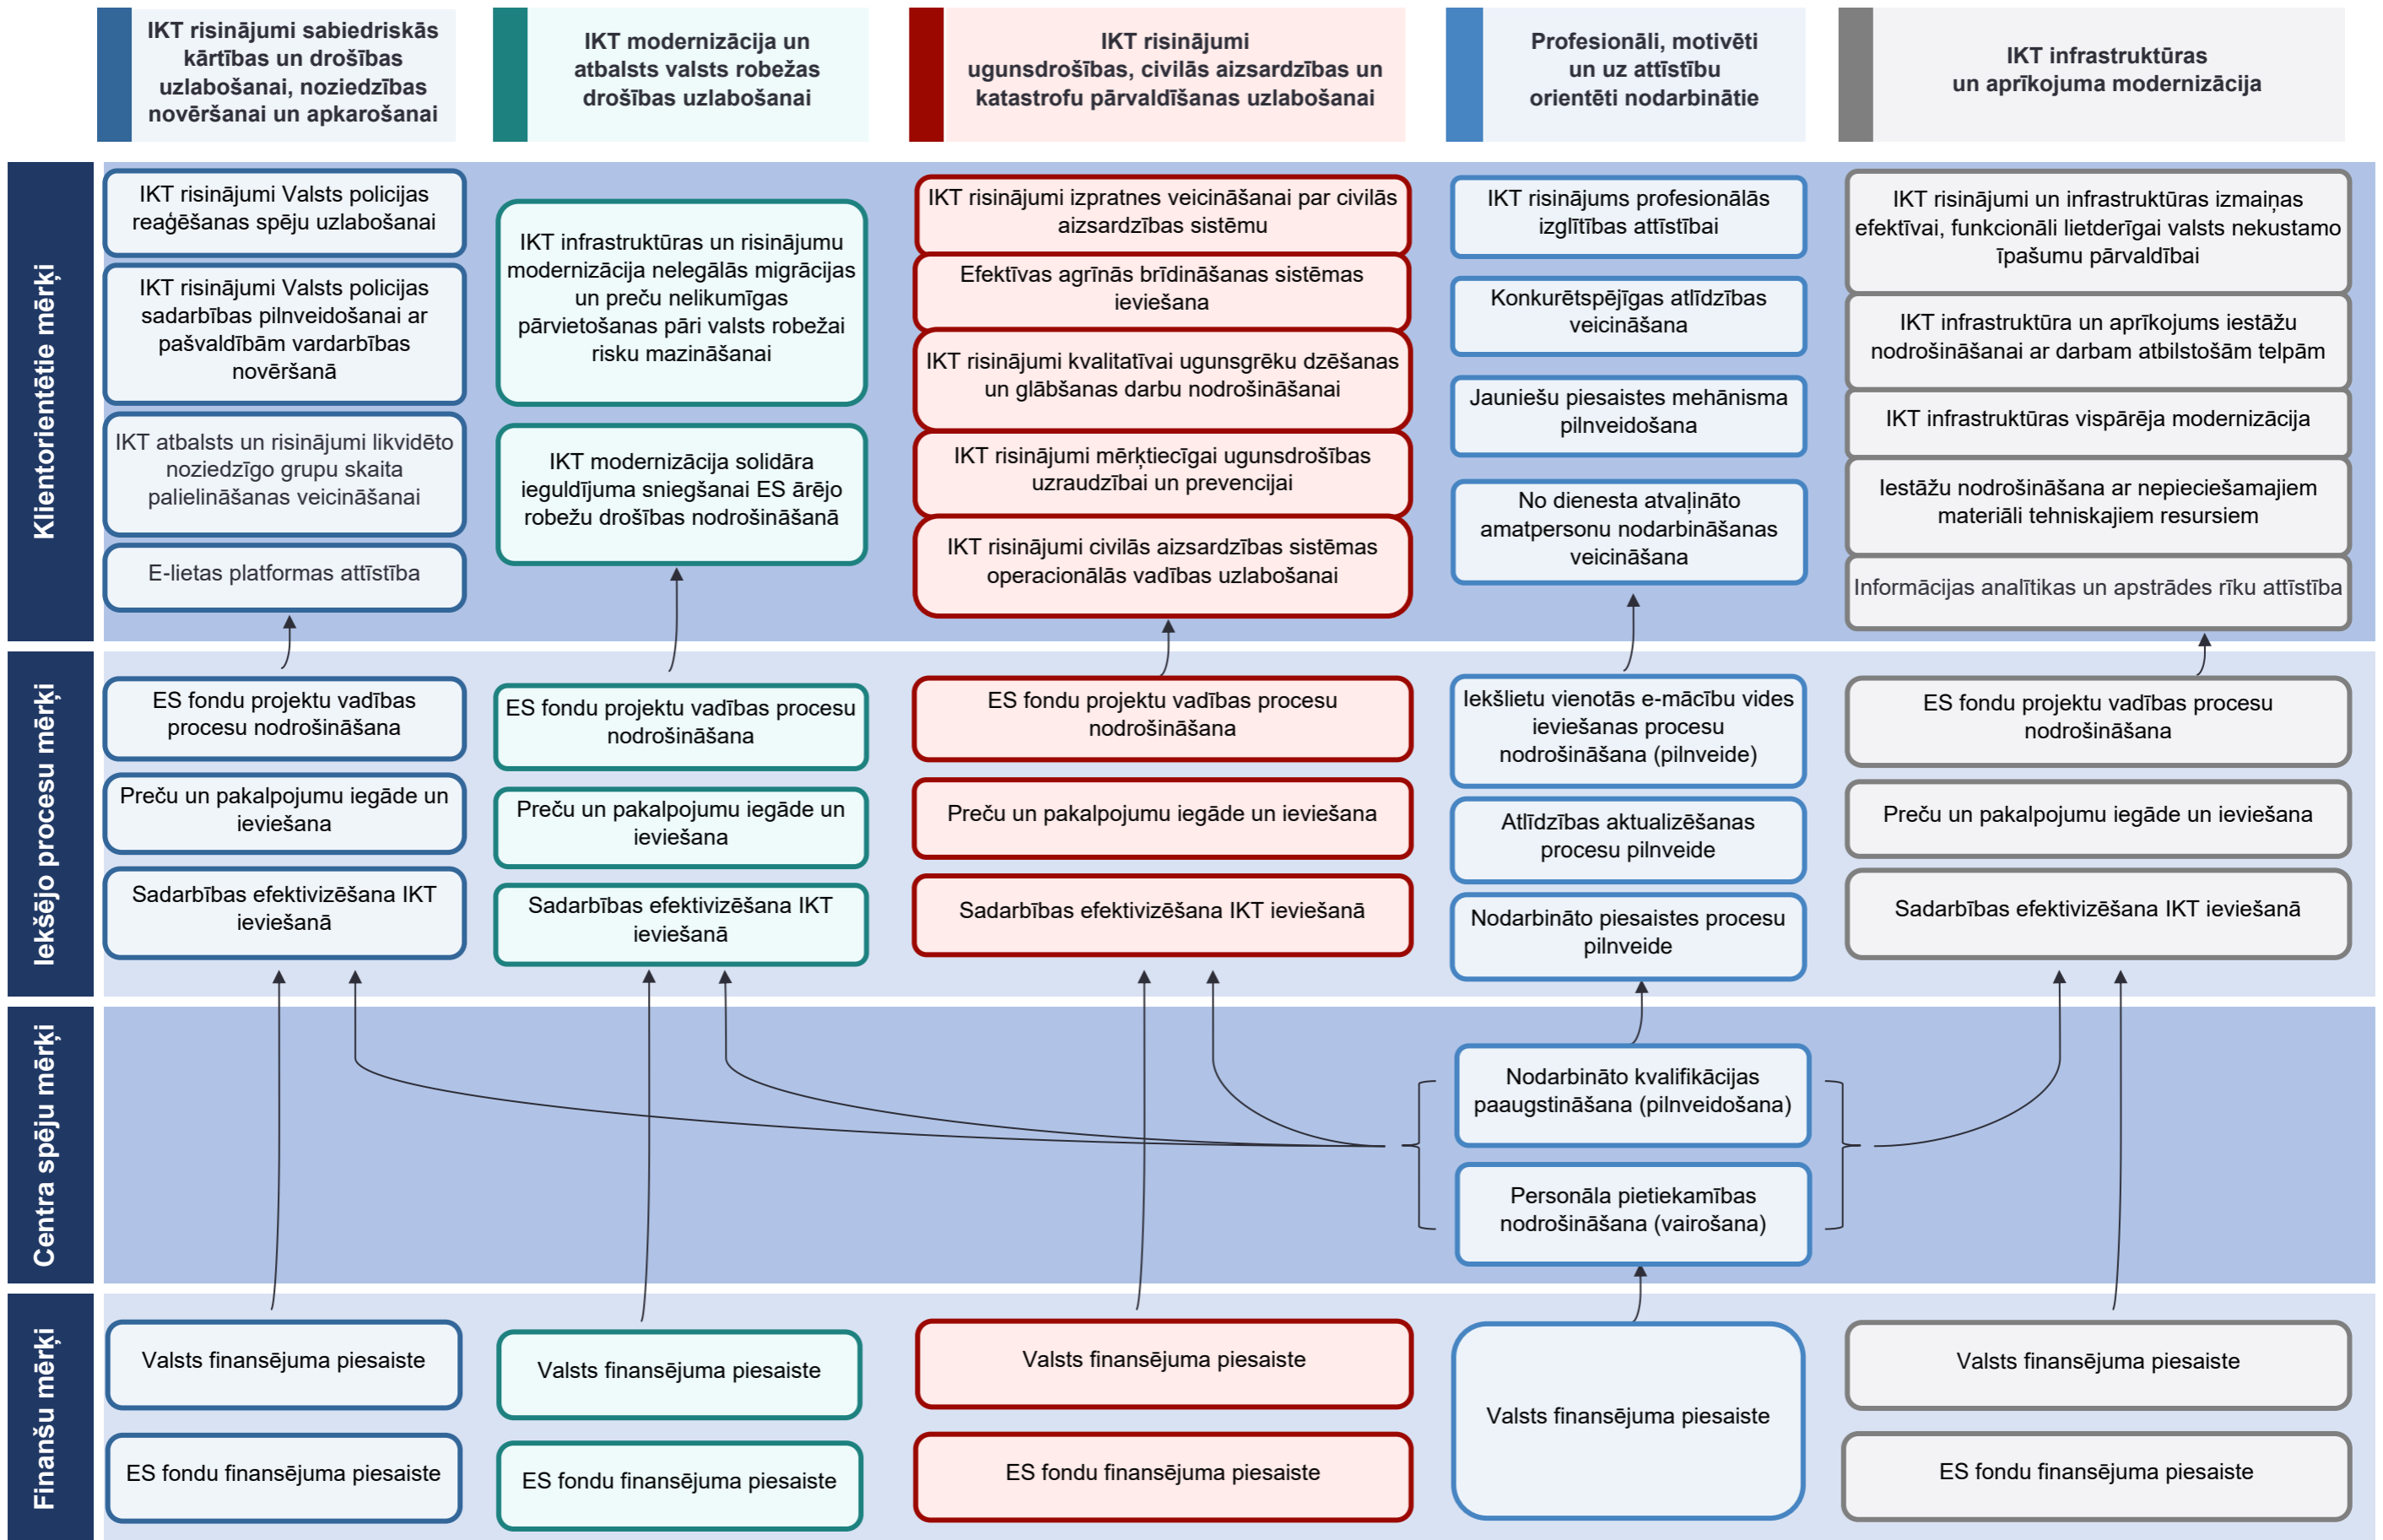 IKT risinājumi sabiedriskās
kārtības un drošības
uzlabošanai, noziedzības
novēršanai un apkarošanai
IKT modernizācija un
atbalsts valsts robežas
drošības uzlabošanai
IKT risinājumi
ugunsdrošības, civilās aizsardzības un
katastrofu pārvaldīšanas uzlabošanai
Profesionāli, motivēti
un uz attīstību
orientēti nodarbinātie
IKT infrastruktūras
un aprīkojuma modernizācija
Klientorientētie mērķi
IKT risinājumi Valsts policijas
reaģēšanas spēju uzlabošanai
IKT risinājumi Valsts policijas
sadarbības pilnveidošanai ar
pašvaldībām vardarbības
novēršanā
IKT atbalsts un risinājumi likvidēto
noziedzīgo grupu skaita
palielināšanas veicināšanai
E-lietas platformas attīstība
IKT infrastruktūras un risinājumu
modernizācija nelegālās migrācijas
un preču nelikumīgas
pārvietošanas pāri valsts robežai
risku mazināšanai
IKT modernizācija solidāra
ieguldījuma sniegšanai ES ārējo
robežu drošības nodrošināšanā
IKT risinājumi izpratnes veicināšanai par civilās
aizsardzības sistēmu
Efektīvas agrīnās brīdināšanas sistēmas
ieviešana
IKT risinājumi kvalitatīvai ugunsgrēku dzēšanas
un glābšanas darbu nodrošināšanai
IKT risinājumi mērķtiecīgai ugunsdrošības
uzraudzībai un prevencijai
IKT risinājumi civilās aizsardzības sistēmas
operacionālās vadības uzlabošanai
IKT risinājums profesionālās
izglītības attīstībai
Konkurētspējīgas atlīdzības
veicināšana
Jauniešu piesaistes mehānisma
pilnveidošana
No dienesta atvaļināto
amatpersonu nodarbināšanas
veicināšana
IKT risinājumi un infrastruktūras izmaiņas
efektīvai, funkcionāli lietderīgai valsts nekustamo
īpašumu pārvaldībai
IKT infrastruktūra un aprīkojums iestāžu
nodrošināšanai ar darbam atbilstošām telpām
IKT infrastruktūras vispārēja modernizācija
Iestāžu nodrošināšana ar nepieciešamajiem
materiāli tehniskajiem resursiem
Informācijas analītikas un apstrādes rīku attīstība
Iekšējo procesu mērķi
ES fondu projektu vadības
procesu nodrošināšana
Preču un pakalpojumu iegāde un
ieviešana
Sadarbības efektivizēšana IKT
ieviešanā
ES fondu projektu vadības procesu
nodrošināšana
Preču un pakalpojumu iegāde un
ieviešana
Sadarbības efektivizēšana IKT
ieviešanā
ES fondu projektu vadības procesu
nodrošināšana
Preču un pakalpojumu iegāde un ieviešana
Sadarbības efektivizēšana IKT ieviešanā
Iekšlietu vienotās e-mācību vides
ieviešanas procesu
nodrošināšana (pilnveide)
Atlīdzības aktualizēšanas
procesu pilnveide
Nodarbināto piesaistes procesu
pilnveide
ES fondu projektu vadības procesu
nodrošināšana
Preču un pakalpojumu iegāde un ieviešana
Sadarbības efektivizēšana IKT ieviešanā
Centra spēju mērķi
Nodarbināto kvalifikācijas
paaugstināšana (pilnveidošana)
Personāla pietiekamības
nodrošināšana (vairošana)
Finanšu mērķi
Valsts finansējuma piesaiste
ES fondu finansējuma piesaiste
Valsts finansējuma piesaiste
ES fondu finansējuma piesaiste
Valsts finansējuma piesaiste
ES fondu finansējuma piesaiste
Valsts finansējuma piesaiste
Valsts finansējuma piesaiste
ES fondu finansējuma piesaiste